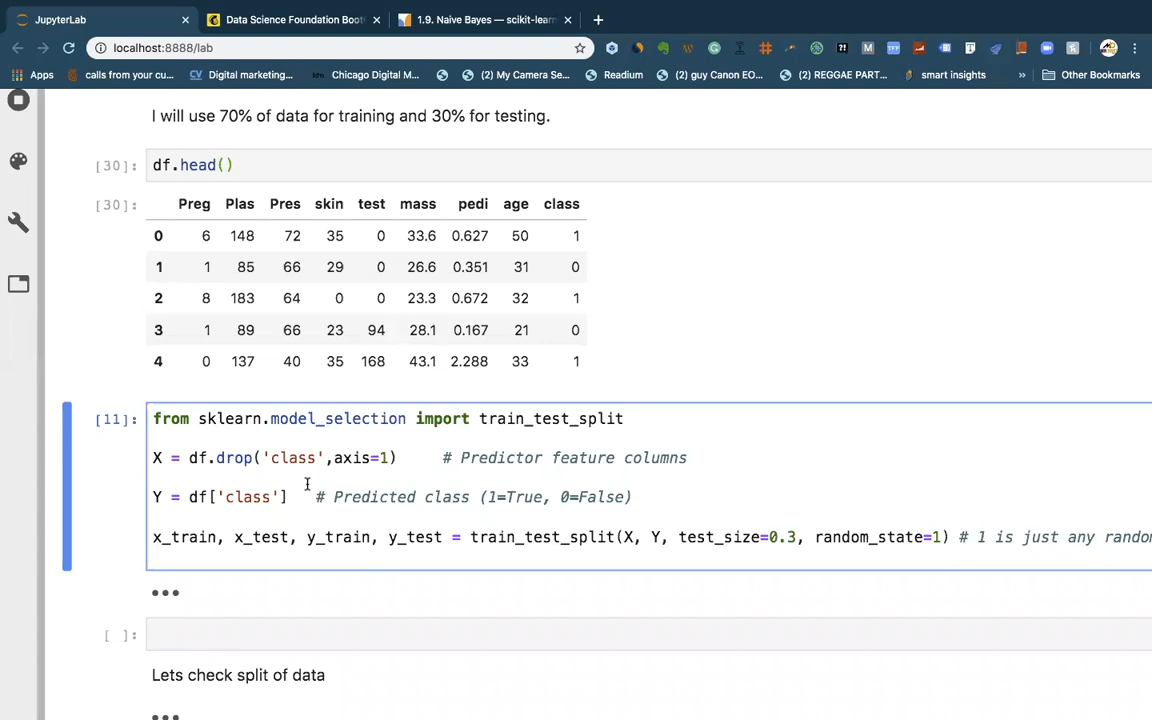 JupyterLab
Data Science Foundation Boot
1.9. Naive Bayes — scikit-learn
localhost:8888/lab
Apps calls from your cu... Digital marketing... Chicago Digital M... (2) My Camera Se... Readium (2) guy Canon EO... (2) REGGAE PART... smart insights » Other Bookmarks
I will use 70% of data for training and 30% for testing.
[30]: df.head()
[30]: Preg Plas Pres skin test mass pedi age class
0 6 148 72 35 0 33.6 0.627 50 1
1 1 85 66 29 0 26.6 0.351 31 0
2 8 183 64 0 0 23.3 0.672 32 1
3 1 89 66 23 94 28.1 0.167 21 0
4 0 137 40 35 168 43.1 2.288 33 1
[11]: from sklearn.model_selection import train_test_split
X = df.drop('class',axis=1) # Predictor feature columns
Y = df['class'] # Predicted class (1=True, 0=False)
x_train, x_test, y_train, y_test = train_test_split(X, Y, test_size=0.3, random_state=1) # 1 is just any rando
[ ]:
Lets check split of data